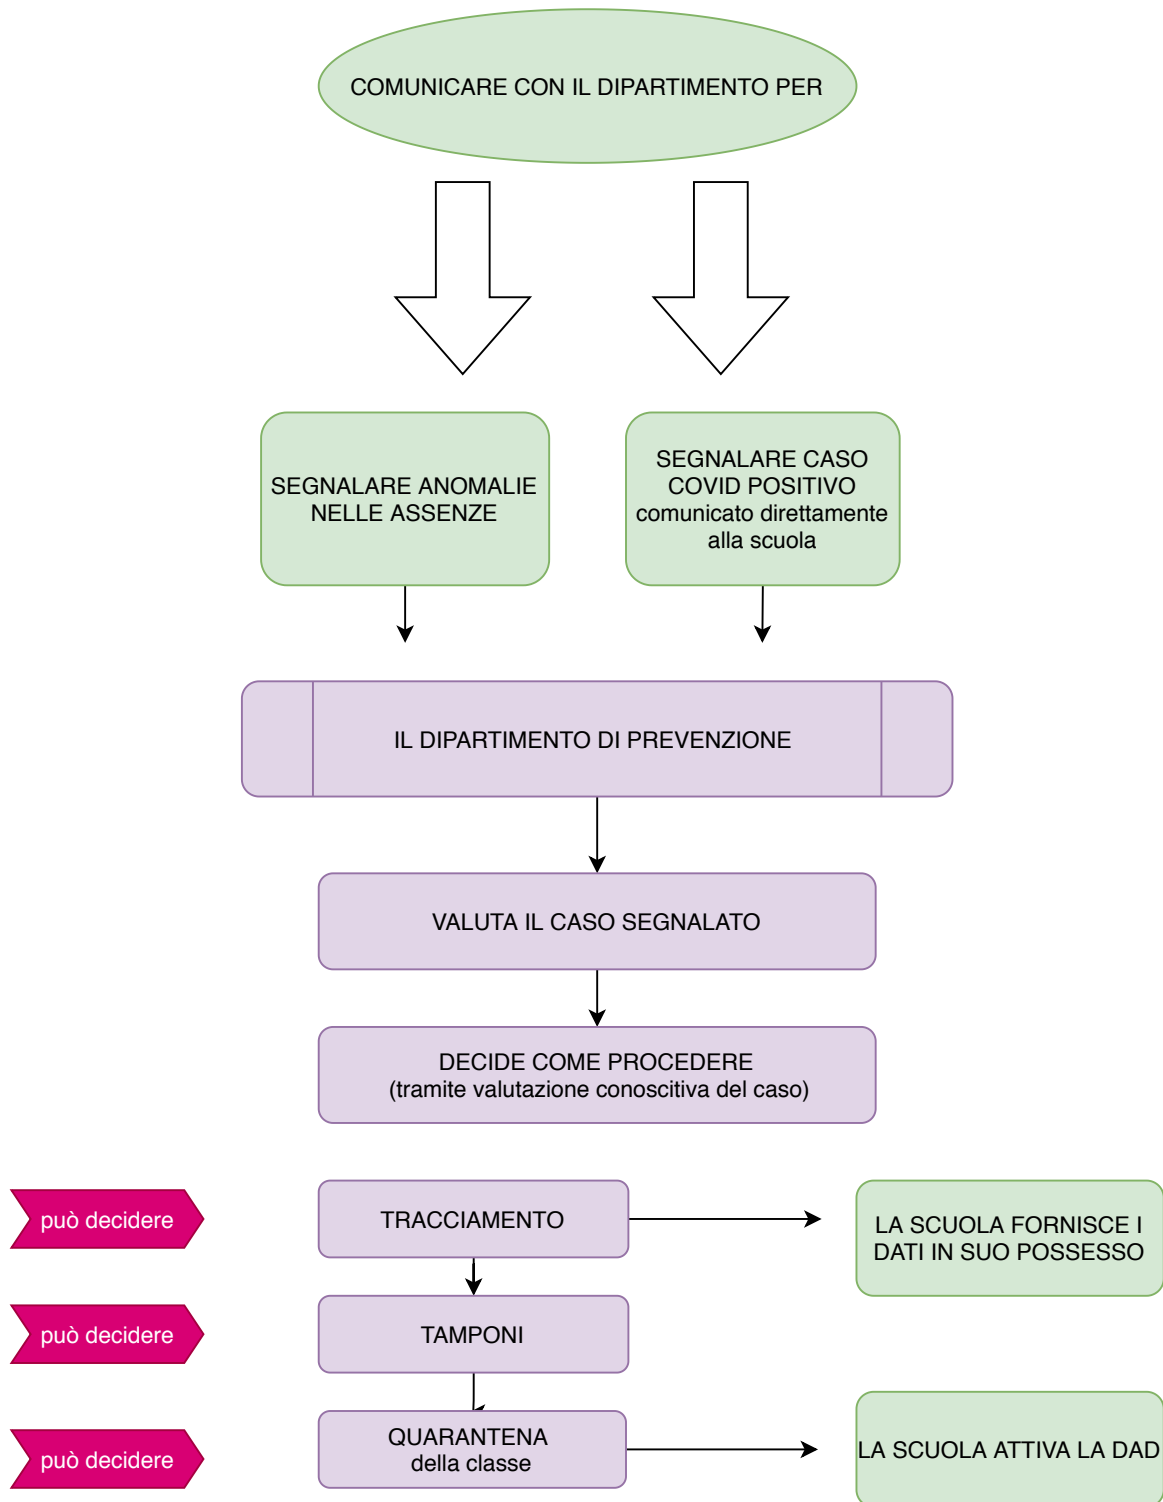 COMUNICARE CON IL DIPARTIMENTO PER
SEGNALARE ANOMALIE
NELLE ASSENZE
SEGNALARE CASO
COVID POSITIVO
comunicato direttamente
alla scuola
IL DIPARTIMENTO DI PREVENZIONE
VALUTA IL CASO SEGNALATO
DECIDE COME PROCEDERE
(tramite valutazione conoscitiva del caso)
può decidere
TRACCIAMENTO
LA SCUOLA FORNISCE I
DATI IN SUO POSSESSO
può decidere
TAMPONI
può decidere
QUARANTENA
della classe
LA SCUOLA ATTIVA LA DAD